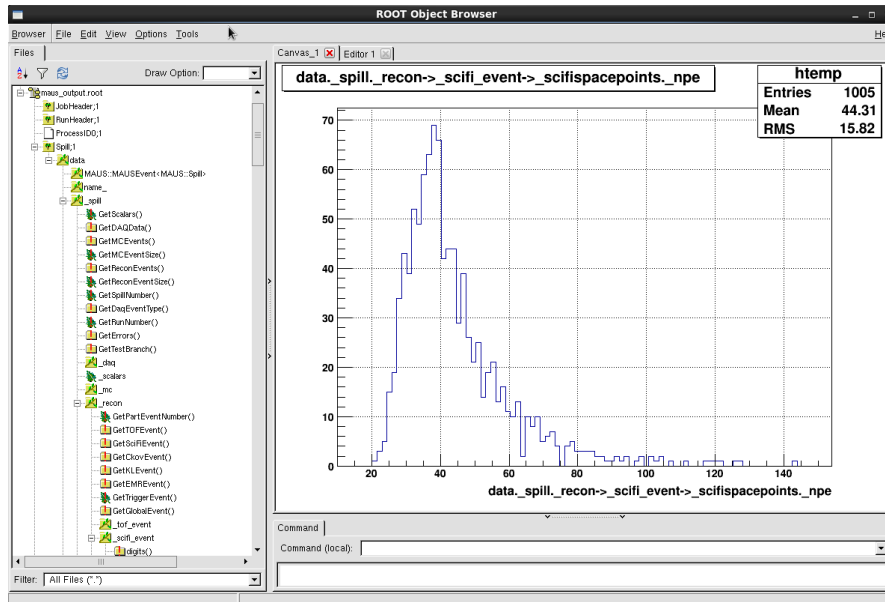 ROOT Object Browser
Browser File Edit View Options Tools
Files
Draw Option:
maus_output.root
JobHeader;1
RunHeader;1
ProcessID0;1
Spill;1
data
MAUS::MAUSEvent<MAUS::Spill>
name_
_spill
GetScalars()
GetDAQData()
GetMCEvents()
GetMCEventSize()
GetReconEvents()
GetReconEventSize()
GetSpillNumber()
GetDaqEventType()
GetRunNumber()
GetErrors()
GetTestBranch()
_daq
_scalars
_mc
_recon
GetPartEventNumber()
GetTOFEvent()
GetSciFiEvent()
GetCkovEvent()
GetKLEvent()
GetEMREvent()
GetTriggerEvent()
GetGlobalEvent()
_tof_event
_scifi_event
digits()
Filter: All Files (*.*)
Canvas_1 Editor 1
data._spill._recon->_scifi_event->_scifispacepoints._npe
htemp
Entries 1005
Mean 44.31
RMS 15.82
70
60
50
40
30
20
10
0
20 40 60 80 100 120 140
data._spill._recon->_scifi_event->_scifispacepoints._npe
Command
Command (local):